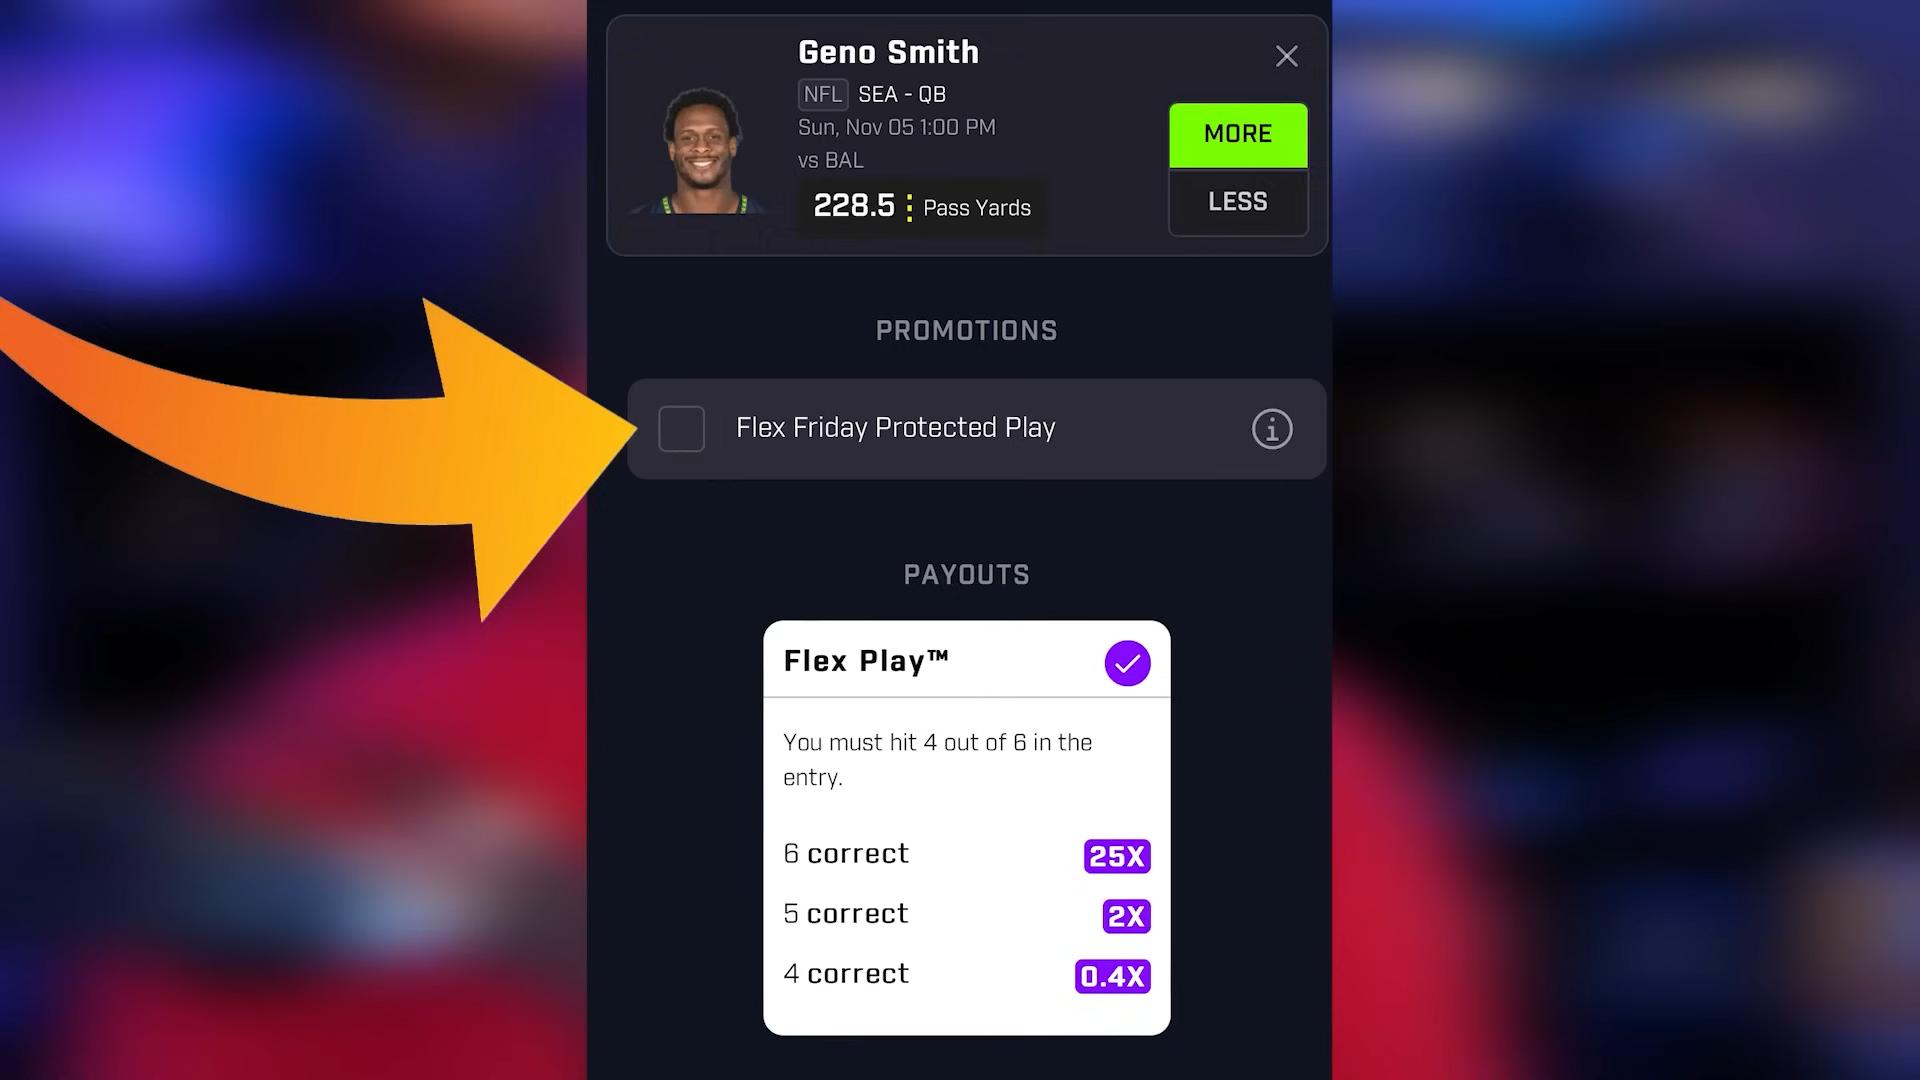 Geno Smith
NFL SEA - QB
Sun, Nov 05 1:00 PM
vs BAL
228.5 Pass Yards
MORE
LESS
PROMOTIONS
Flex Friday Protected Play
PAYOUTS
Flex Play™
You must hit 4 out of 6 in the
entry.
6 correct 25X
5 correct 2X
4 correct 0.4X